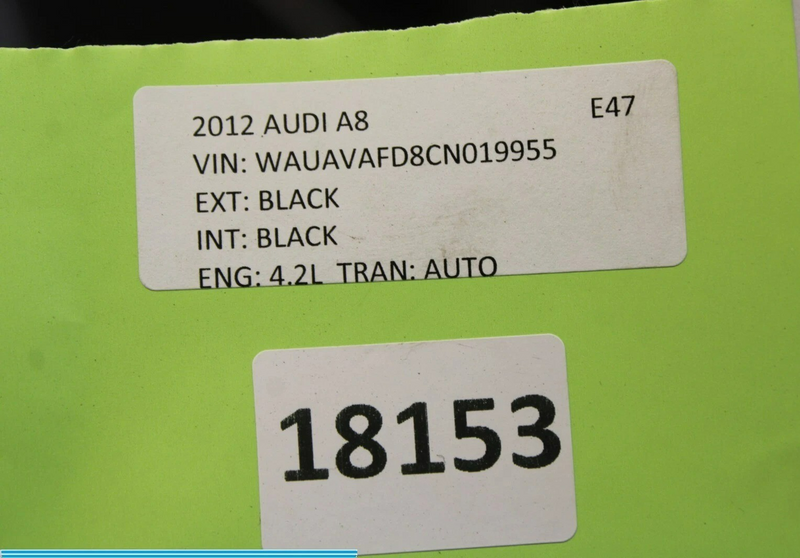 2012 AUDI A8 E47
VIN: WAUAVAFD8CN019955
EXT: BLACK
INT: BLACK
ENG: 4.2L TRAN: AUTO
18153